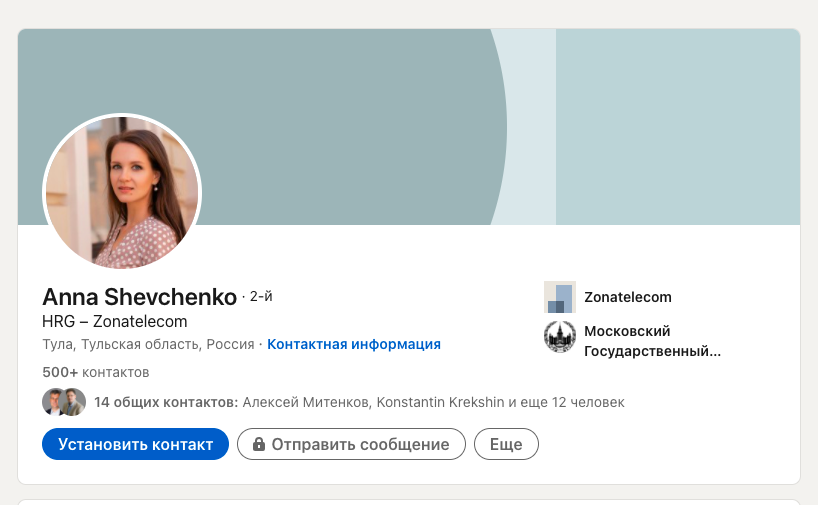 Anna Shevchenko · 2-й
HRG – Zonatelecom
Тула, Тульская область, Россия · Контактная информация
500+ контактов
14 общих контактов: Алексей Митенков, Konstantin Krekshin и еще 12 человек
Установить контакт
Отправить сообщение
Еще
Zonatelecom
Московский
Государственный...